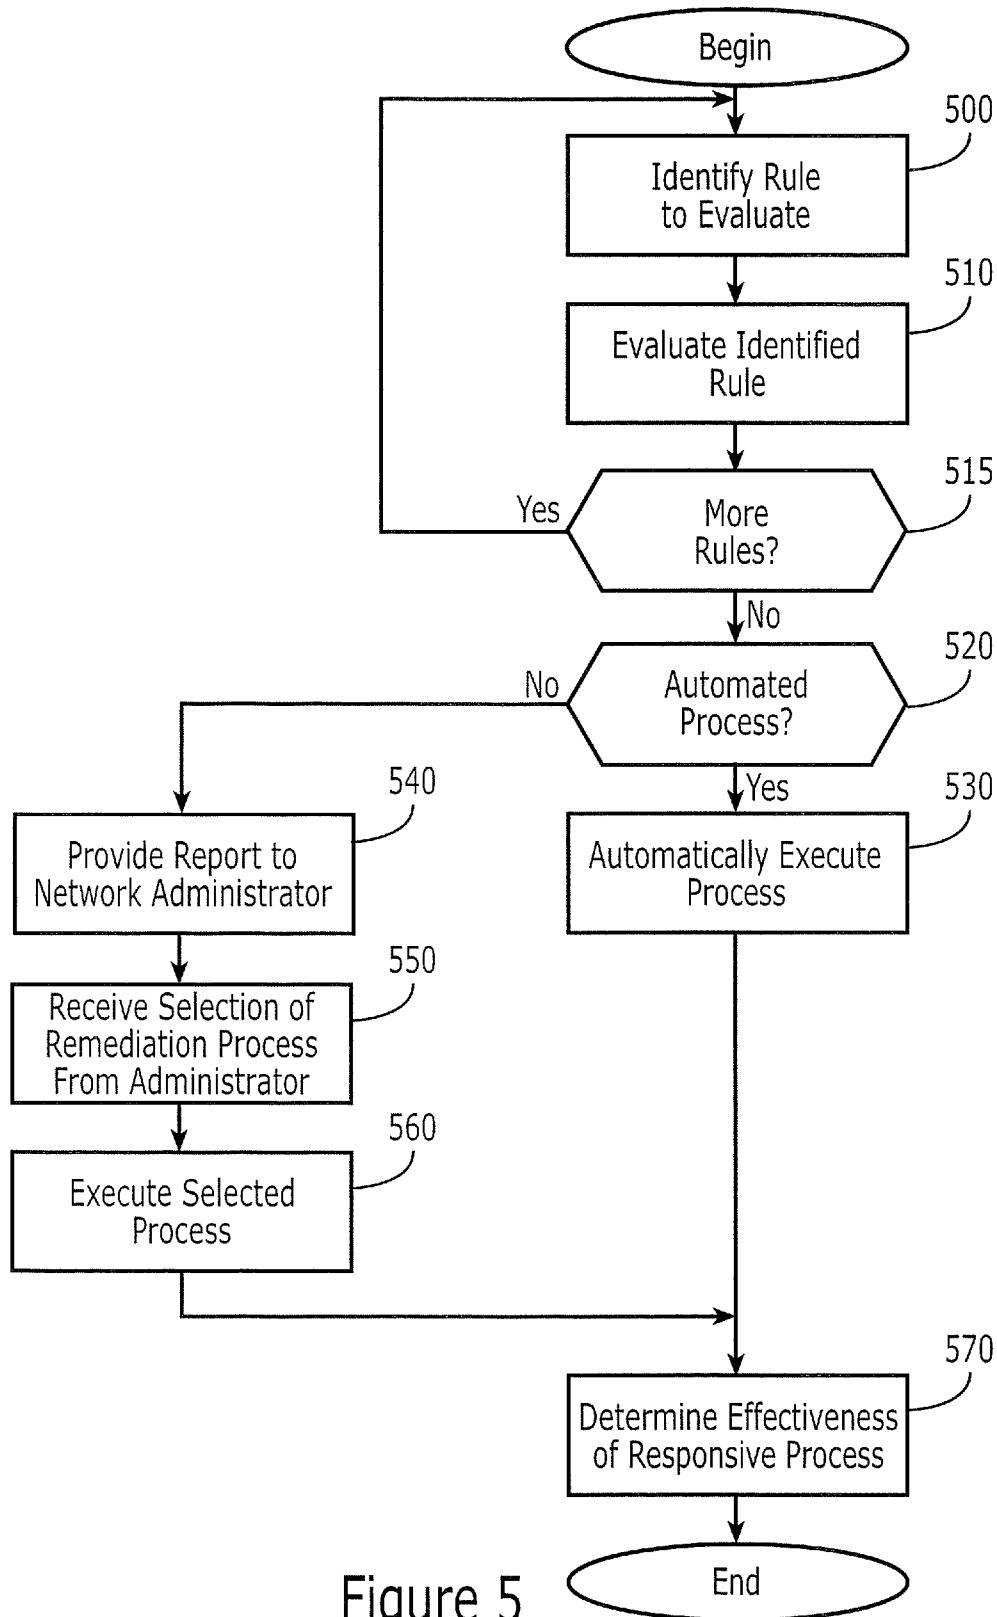 Begin
500
Identify Rule
to Evaluate
510
Evaluate Identified
Rule
515
Yes
More
Rules?
No
520
No
Automated
Process?
Yes
540
530
Provide Report to
Network Administrator
Automatically Execute
Process
550
Receive Selection of
Remediation Process
From Administrator
560
Execute Selected
Process
570
Determine Effectiveness
of Responsive Process
End
Figure 5